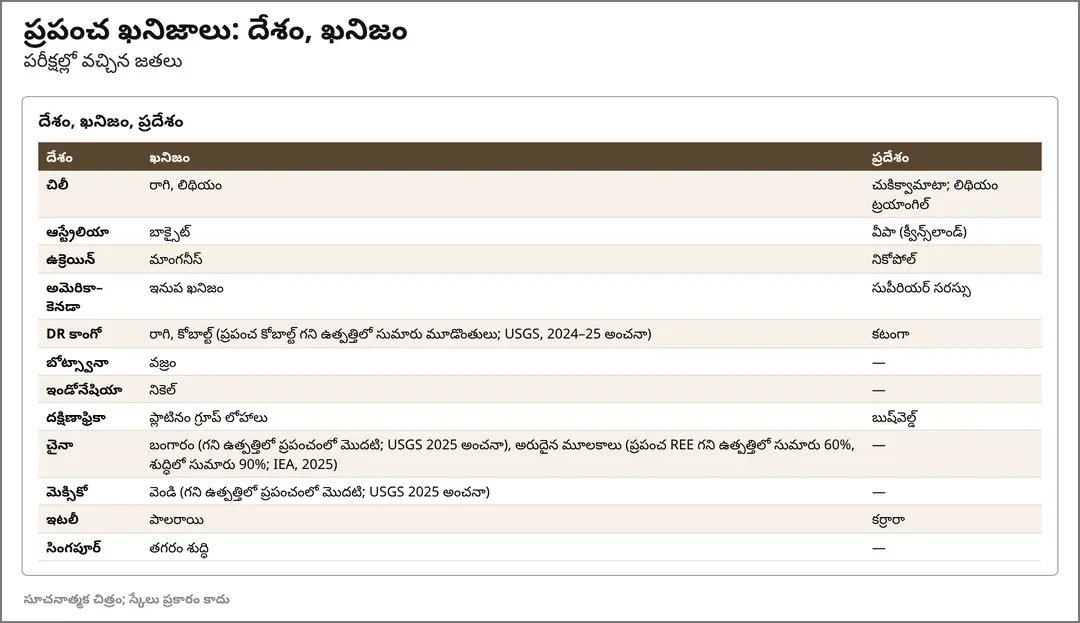 ప్రపంచ ఖనిజాలు: దేశం, ఖనిజం
పరీక్షల్లో వచ్చిన జతలు
దేశం, ఖనిజం, ప్రదేశం
దేశం ఖనిజం ప్రదేశం
చిలీ రాగి, లిథియం చుకిక్వామాటా; లిథియం
ట్రయాంగిల్
ఆస్ట్రేలియా బాక్సైట్ వీపా (క్వీన్స్‌లాండ్)
ఉక్రెయిన్ మాంగనీస్ నికోపోల్
అమెరికా–
కెనడా ఇనుప ఖనిజం సుపీరియర్ సరస్సు
DR కాంగో రాగి, కోబాల్ట్ (ప్రపంచ కోబాల్ట్ గని ఉత్పత్తిలో సుమారు మూడొంతులు; USGS, 2024–25 అంచనా) కటంగా
బోట్స్వానా వజ్రం —
ఇండోనేషియా నికెల్ —
దక్షిణాఫ్రికా ప్లాటినం గ్రూప్ లోహాలు బుష్‌వెల్డ్
చైనా బంగారం (గని ఉత్పత్తిలో ప్రపంచంలో మొదటి; USGS 2025 అంచనా), అరుదైన మూలకాలు (ప్రపంచ REE గని ఉత్పత్తిలో సుమారు 60%, —
శుద్ధిలో సుమారు 90%; IEA, 2025)
మెక్సికో వెండి (గని ఉత్పత్తిలో ప్రపంచంలో మొదటి; USGS 2025 అంచనా) —
ఇటలీ పాలరాయి కర్రారా
సింగపూర్ తగరం శుద్ధి —
సూచనాత్మక చిత్రం; స్కేలు ప్రకారం కాదు